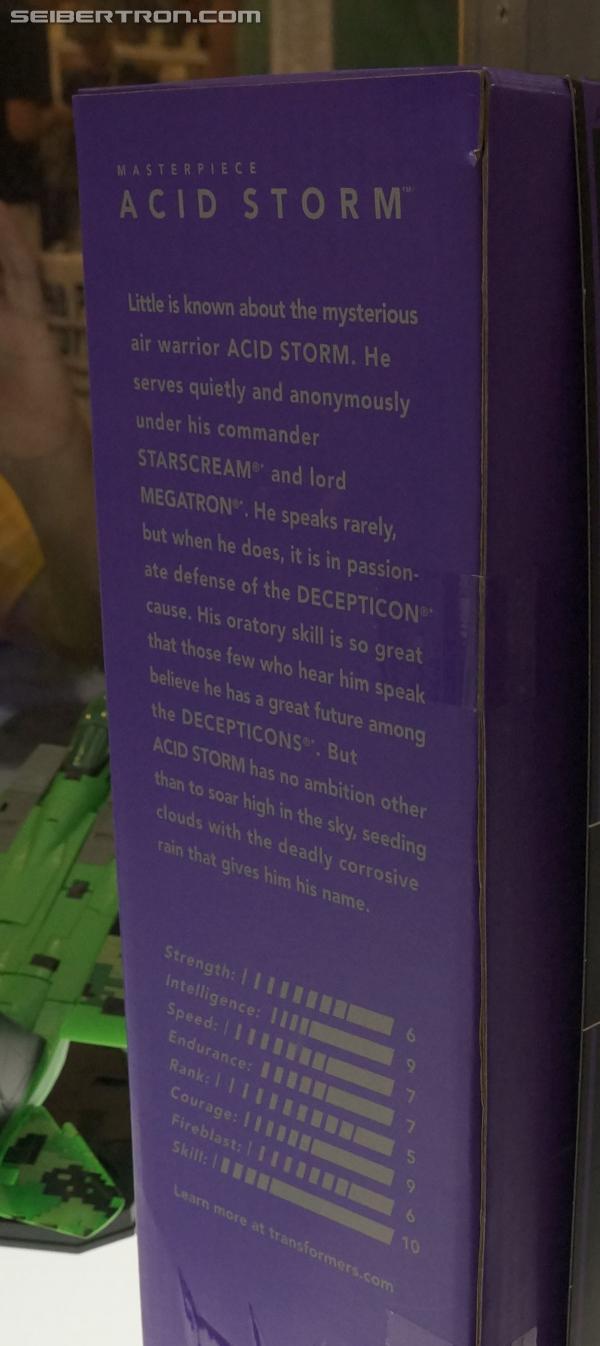 SEIBERTRON.COM
MASTERPIECE
ACID STORM™
Little is known about the mysterious
air warrior ACID STORM. He
serves quietly and anonymously
under his commander
STARSCREAM®* and lord
MEGATRON®*. He speaks rarely,
but when he does, it is in passion-
ate defense of the DECEPTICON®*
cause. His oratory skill is so great
that those few who hear him speak
believe he has a great future among
the DECEPTICONS®*. But
ACID STORM has no ambition other
than to soar high in the sky, seeding
clouds with the deadly corrosive
rain that gives him his name.
Strength: 6
Intelligence: 9
Speed: 7
Endurance: 7
Rank: 5
Courage: 9
Fireblast: 6
Skill: 10
Learn more at transformers.com